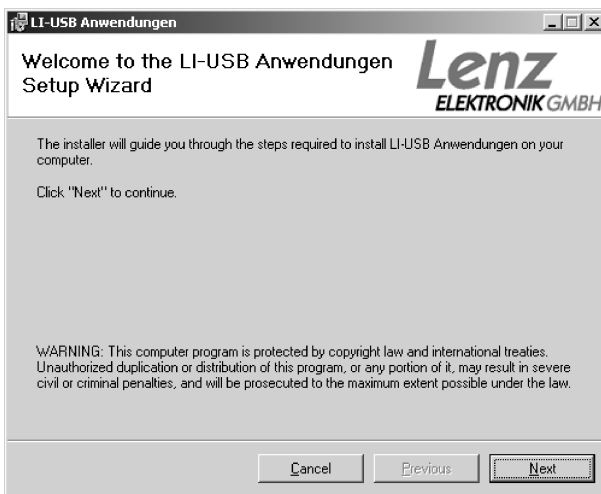 LI-USB Anwendungen
Welcome to the LI-USB Anwendungen
Setup Wizard
Lenz
ELEKTRONIK GMBH
The installer will guide you through the steps required to install LI-USB Anwendungen on your
computer.
Click "Next" to continue.
WARNING: This computer program is protected by copyright law and international treaties.
Unauthorized duplication or distribution of this program, or any portion of it, may result in severe
civil or criminal penalties, and will be prosecuted to the maximum extent possible under the law.
Cancel
Previous
Next